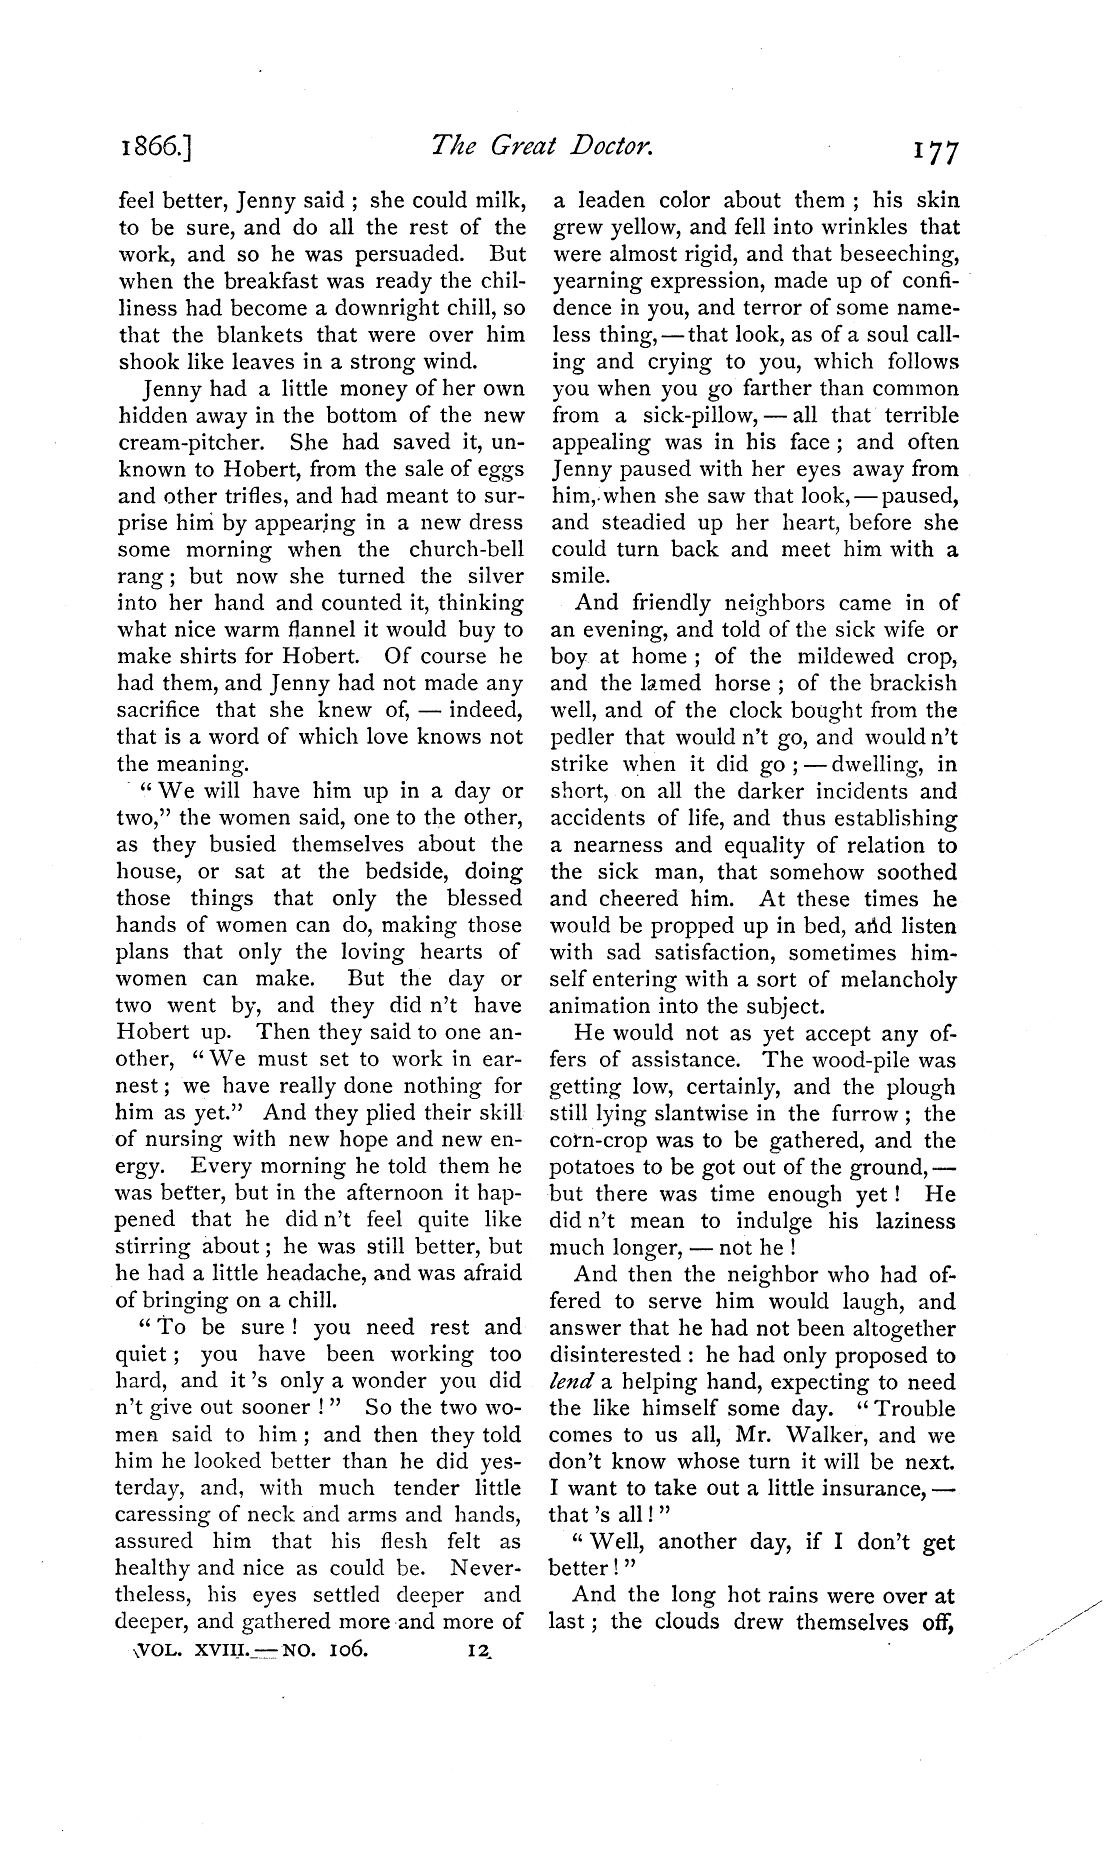 1866.] The Great Doctor. 177
feel better, Jenny said ; she could milk,
to be sure, and do all the rest of the
work, and so he was persuaded. But
when the breakfast was ready the chil-
liness had become a downright chill, so
that the blankets that were over him
shook like leaves in a strong wind.
Jenny had a little money of her own
hidden away in the bottom of the new
cream-pitcher. She had saved it, un-
known to Hobert, from the sale of eggs
and other trifles, and had meant to sur-
prise him by appearing in a new dress
some morning when the church-bell
rang ; but now she turned the silver
into her hand and counted it, thinking
what nice warm flannel it would buy to
make shirts for Hobert. Of course he
had them, and Jenny had not made any
sacrifice that she knew of, — indeed,
that is a word of which love knows not
the meaning.
“ We will have him up in a day or
two,” the women said, one to the other,
as they busied themselves about the
house, or sat at the bedside, doing
those things that only the blessed
hands of women can do, making those
plans that only the loving hearts of
women can make. But the day or
two went by, and they did n't have
Hobert up. Then they said to one an-
other, “ We must set to work in ear-
nest ; we have really done nothing for
him as yet.” And they plied their skill
of nursing with new hope and new en-
ergy. Every morning he told them he
was better, but in the afternoon it hap-
pened that he did n't feel quite like
stirring about ; he was still better, but
he had a little headache, and was afraid
of bringing on a chill.
“ To be sure ! you need rest and
quiet ; you have been working too
hard, and it 's only a wonder you did
n't give out sooner ! ” So the two wo-
men said to him ; and then they told
him he looked better than he did yes-
terday, and, with much tender little
caressing of neck and arms and hands,
assured him that his flesh felt as
healthy and nice as could be. Never-
theless, his eyes settled deeper and
deeper, and gathered more and more of
VOL. XVIII. — NO. 106. 12
a leaden color about them ; his skin
grew yellow, and fell into wrinkles that
were almost rigid, and that beseeching,
yearning expression, made up of confi-
dence in you, and terror of some name-
less thing, — that look, as of a soul call-
ing and crying to you, which follows
you when you go farther than common
from a sick-pillow, — all that terrible
appealing was in his face ; and often
Jenny paused with her eyes away from
him, when she saw that look, — paused,
and steadied up her heart, before she
could turn back and meet him with a
smile.
And friendly neighbors came in of
an evening, and told of the sick wife or
boy at home ; of the mildewed crop,
and the lamed horse ; of the brackish
well, and of the clock bought from the
pedler that would n't go, and would n't
strike when it did go ; — dwelling, in
short, on all the darker incidents and
accidents of life, and thus establishing
a nearness and equality of relation to
the sick man, that somehow soothed
and cheered him. At these times he
would be propped up in bed, and listen
with sad satisfaction, sometimes him-
self entering with a sort of melancholy
animation into the subject.
He would not as yet accept any of-
fers of assistance. The wood-pile was
getting low, certainly, and the plough
still lying slantwise in the furrow ; the
corn-crop was to be gathered, and the
potatoes to be got out of the ground, —
but there was time enough yet ! He
did n't mean to indulge his laziness
much longer, — not he !
And then the neighbor who had of-
fered to serve him would laugh, and
answer that he had not been altogether
disinterested : he had only proposed to
lend a helping hand, expecting to need
the like himself some day. “ Trouble
comes to us all, Mr. Walker, and we
don't know whose turn it will be next.
I want to take out a little insurance, —
that 's all ! ”
“ Well, another day, if I don't get
better ! ”
And the long hot rains were over at
last ; the clouds drew themselves off,